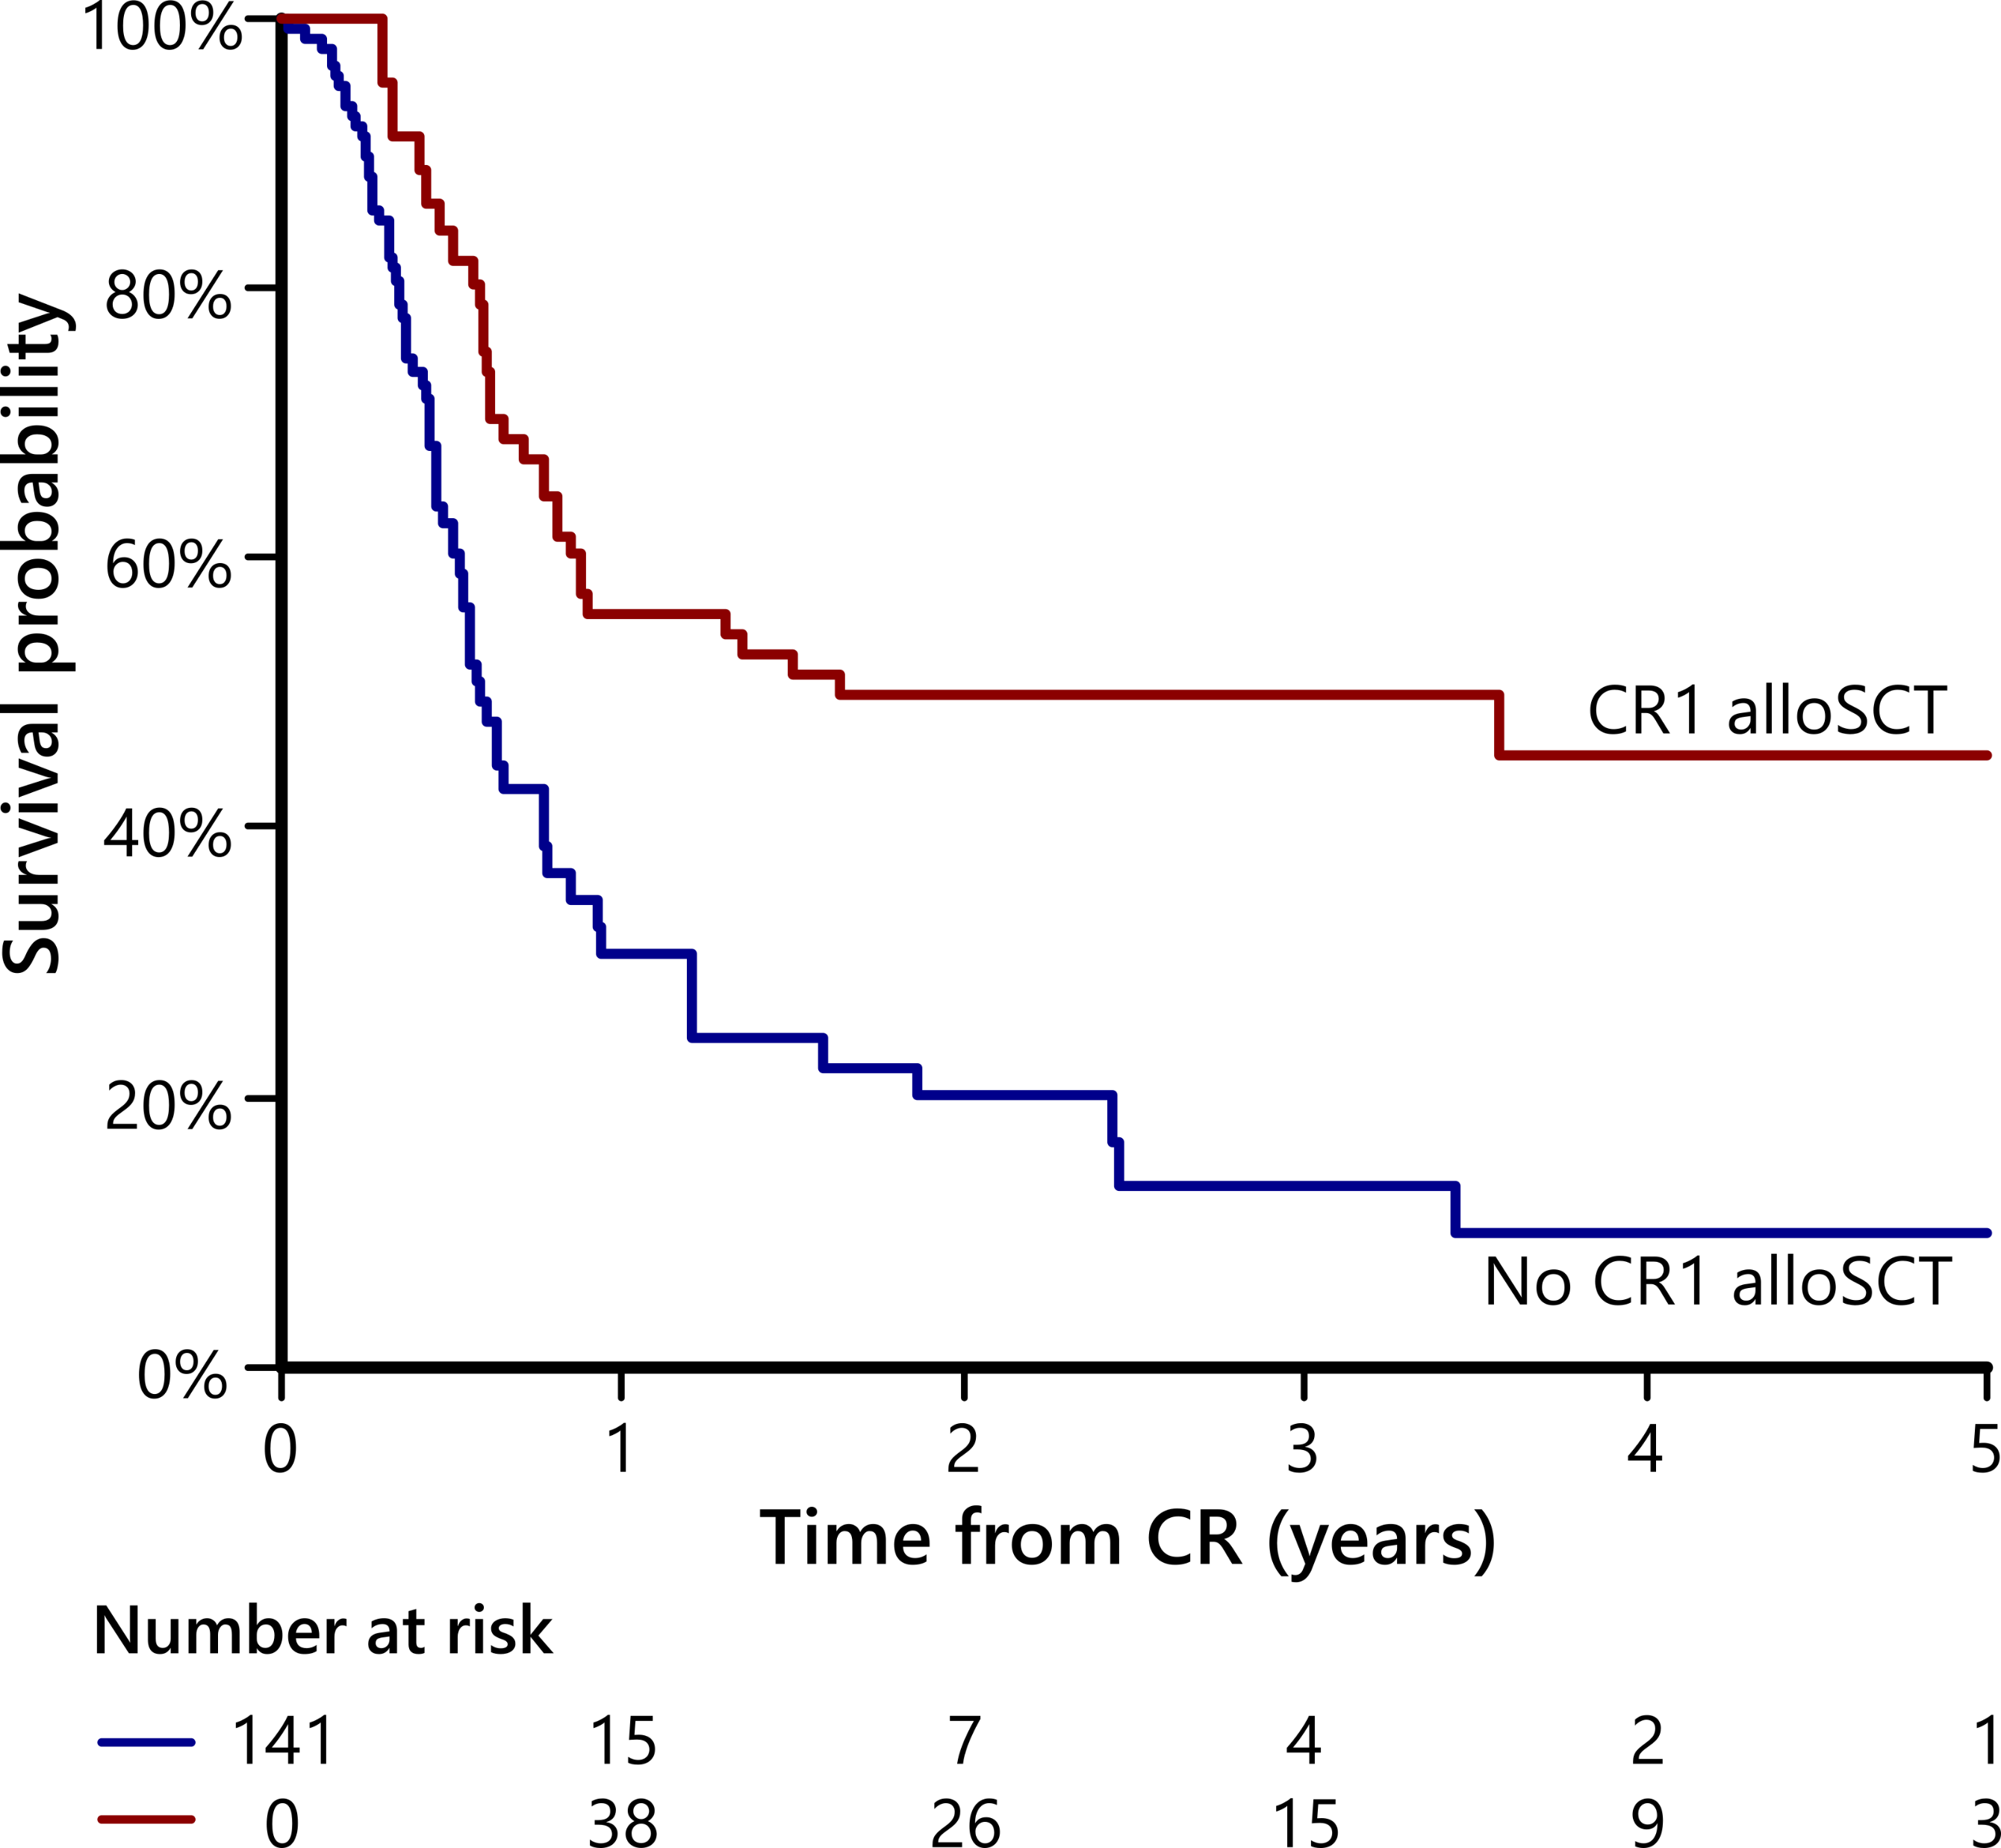 Survival probability
100%
80%
60%
40%
20%
0%
CR1 alloSCT
No CR1 alloSCT
0 1 2 3 4 5
Time from CR (years)
Number at risk
141 15 7 4 2 1
0 38 26 15 9 3